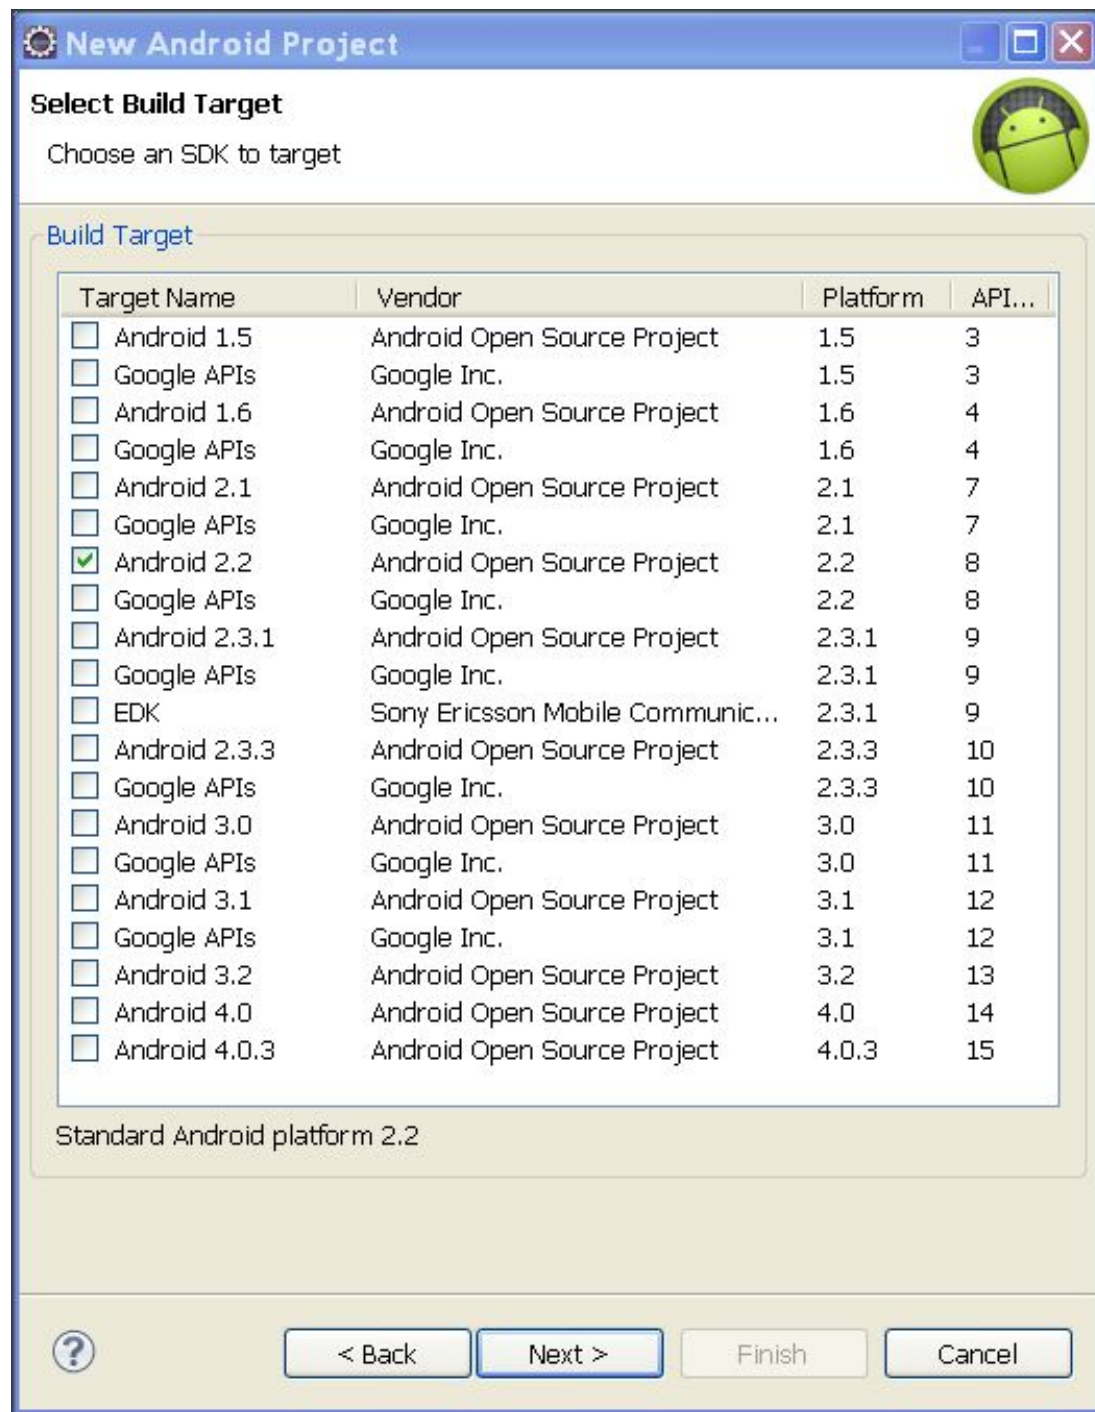 New Android Project
Select Build Target
Choose an SDK to target
Build Target
Target Name Vendor Platform API...
Android 1.5 Android Open Source Project 1.5 3
Google APIs Google Inc. 1.5 3
Android 1.6 Android Open Source Project 1.6 4
Google APIs Google Inc. 1.6 4
Android 2.1 Android Open Source Project 2.1 7
Google APIs Google Inc. 2.1 7
Android 2.2 Android Open Source Project 2.2 8
Google APIs Google Inc. 2.2 8
Android 2.3.1 Android Open Source Project 2.3.1 9
Google APIs Google Inc. 2.3.1 9
EDK Sony Ericsson Mobile Communic... 2.3.1 9
Android 2.3.3 Android Open Source Project 2.3.3 10
Google APIs Google Inc. 2.3.3 10
Android 3.0 Android Open Source Project 3.0 11
Google APIs Google Inc. 3.0 11
Android 3.1 Android Open Source Project 3.1 12
Google APIs Google Inc. 3.1 12
Android 3.2 Android Open Source Project 3.2 13
Android 4.0 Android Open Source Project 4.0 14
Android 4.0.3 Android Open Source Project 4.0.3 15
Standard Android platform 2.2
? < Back Next > Finish Cancel